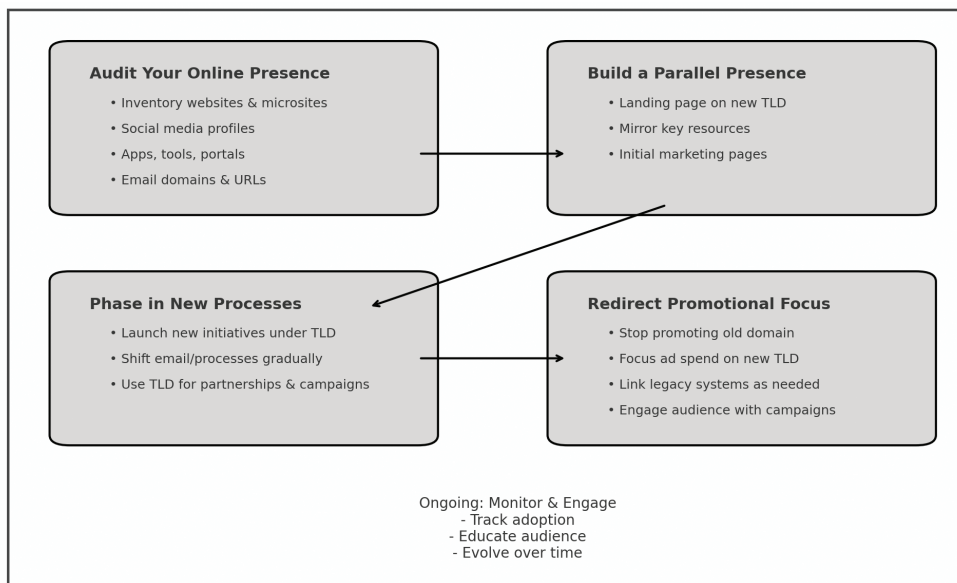 Audit Your Online Presence
• Inventory websites & microsites
• Social media profiles
• Apps, tools, portals
• Email domains & URLs
Build a Parallel Presence
• Landing page on new TLD
• Mirror key resources
• Initial marketing pages
Phase in New Processes
• Launch new initiatives under TLD
• Shift email/processes gradually
• Use TLD for partnerships & campaigns
Redirect Promotional Focus
• Stop promoting old domain
• Focus ad spend on new TLD
• Link legacy systems as needed
• Engage audience with campaigns
Ongoing: Monitor & Engage
- Track adoption
- Educate audience
- Evolve over time